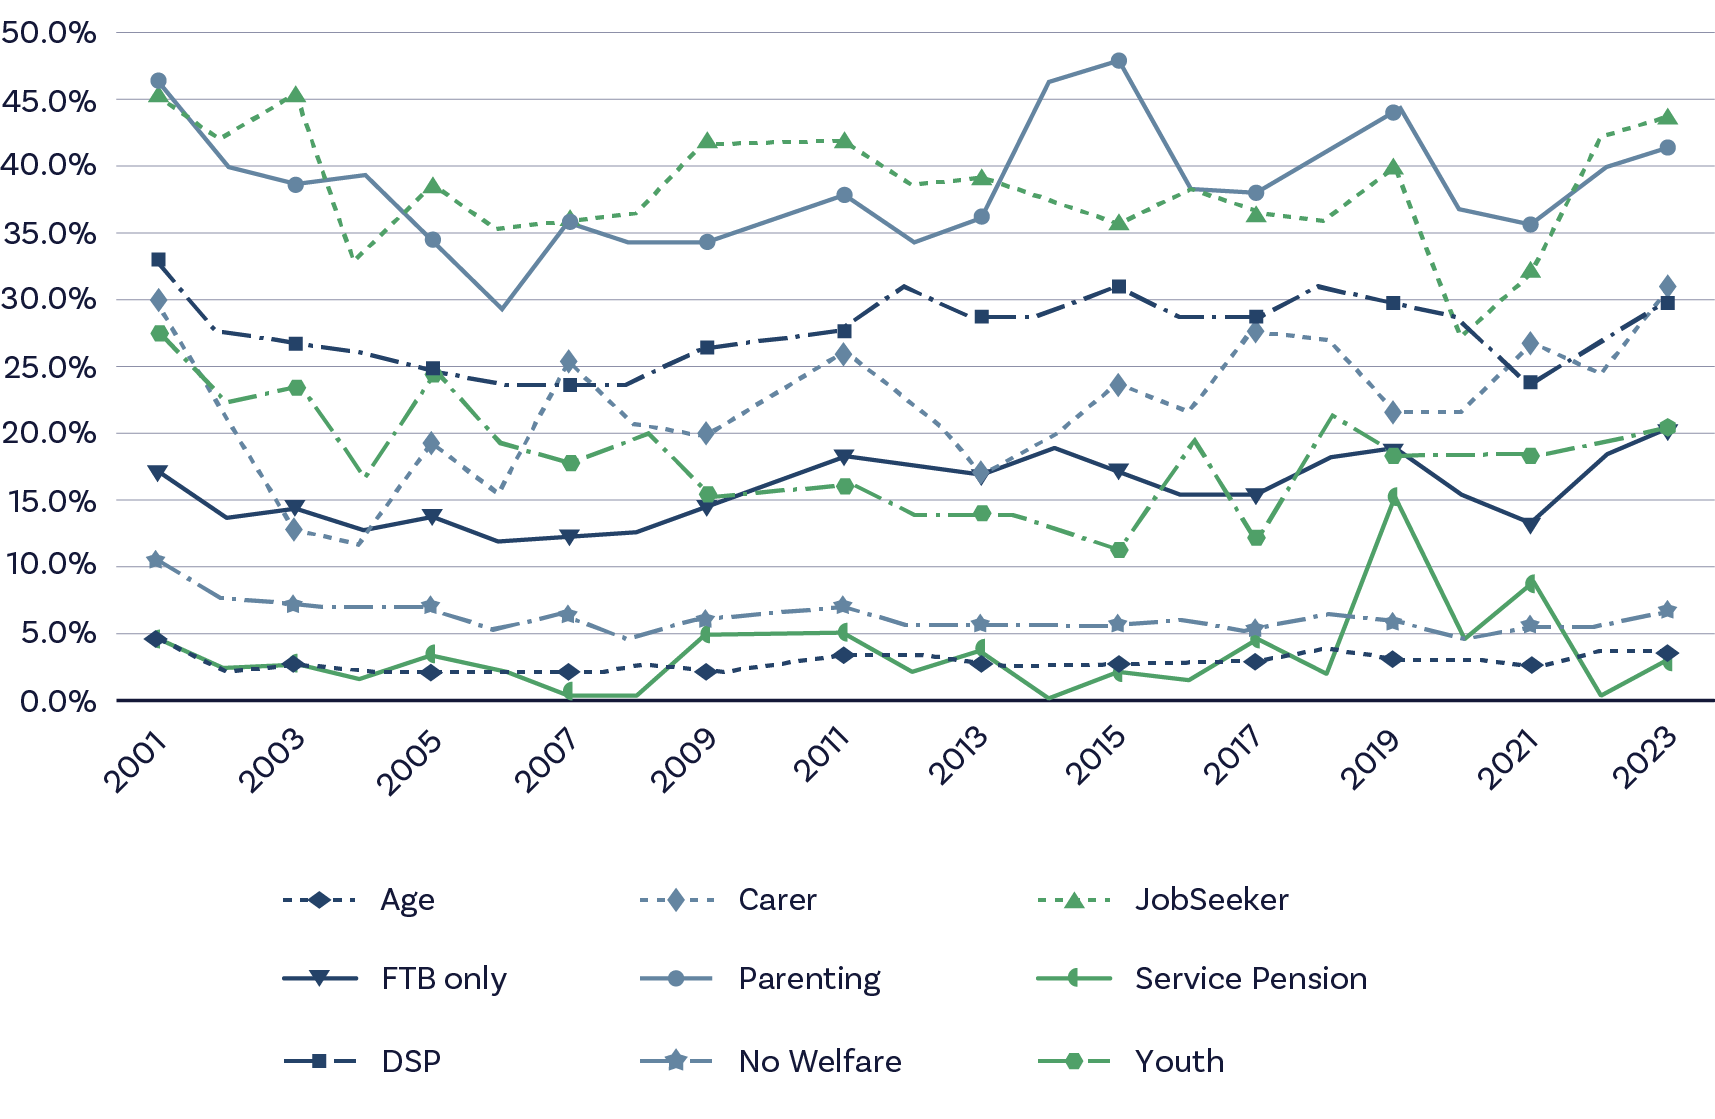 50.0%
45.0%
40.0%
35.0%
30.0%
25.0%
20.0%
15.0%
10.0%
5.0%
0.0%
2001 2003 2005 2007 2009 2011 2013 2015 2017 2019 2021 2023
Age Carer JobSeeker
FTB only Parenting Service Pension
DSP No Welfare Youth